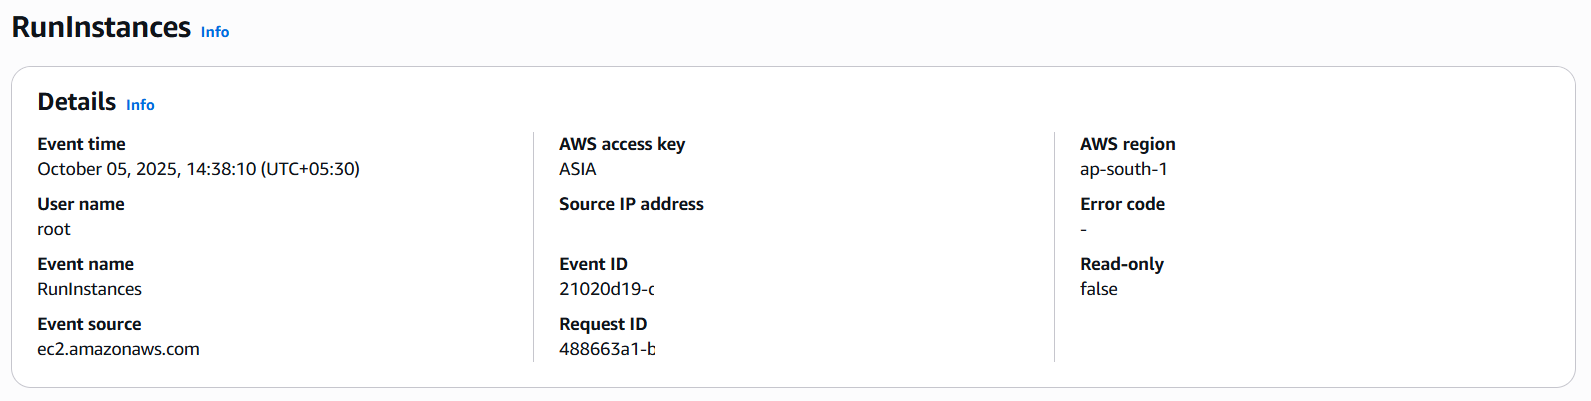 RunInstances Info
Details Info
Event time
October 05, 2025, 14:38:10 (UTC+05:30)
User name
root
Event name
RunInstances
Event source
ec2.amazonaws.com
AWS access key
ASIA
Source IP address
Event ID
21020d19-c
Request ID
488663a1-b
AWS region
ap-south-1
Error code
-
Read-only
false